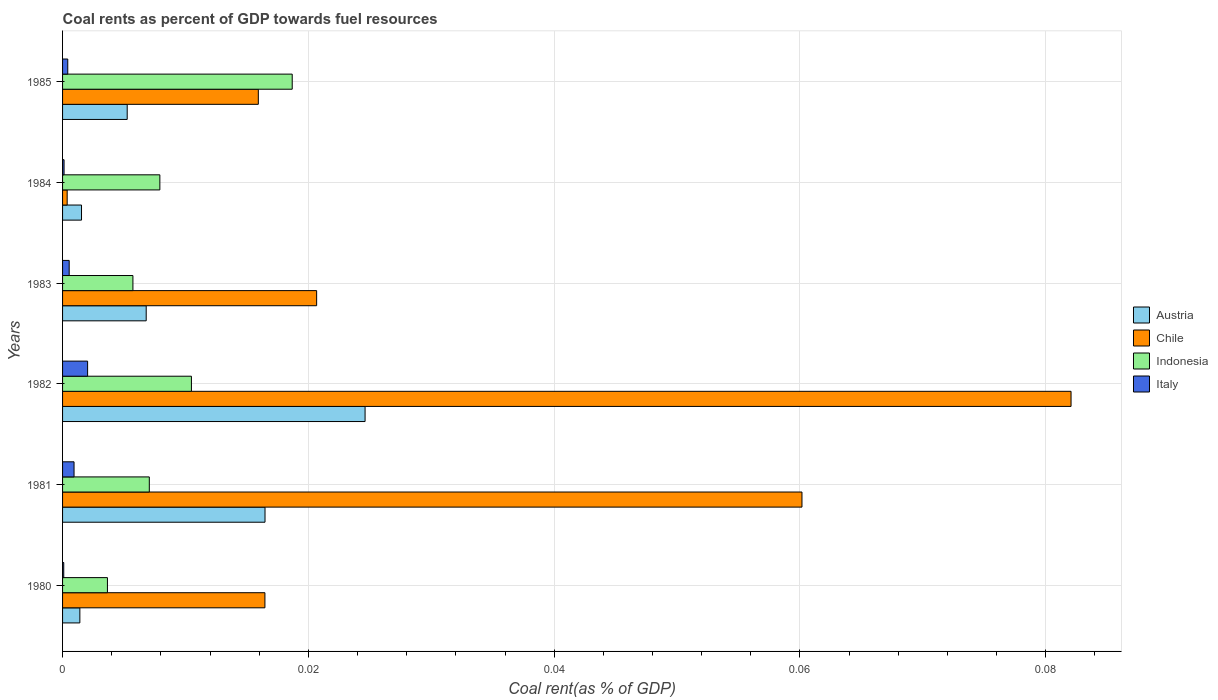 Coal rents as percent of GDP towards fuel resources
1985
1984
1983
1982
1981
1980
Years
0
0.02
0.04
0.06
0.08
Coal rent(as % of GDP)
Austria
Chile
Indonesia
Italy